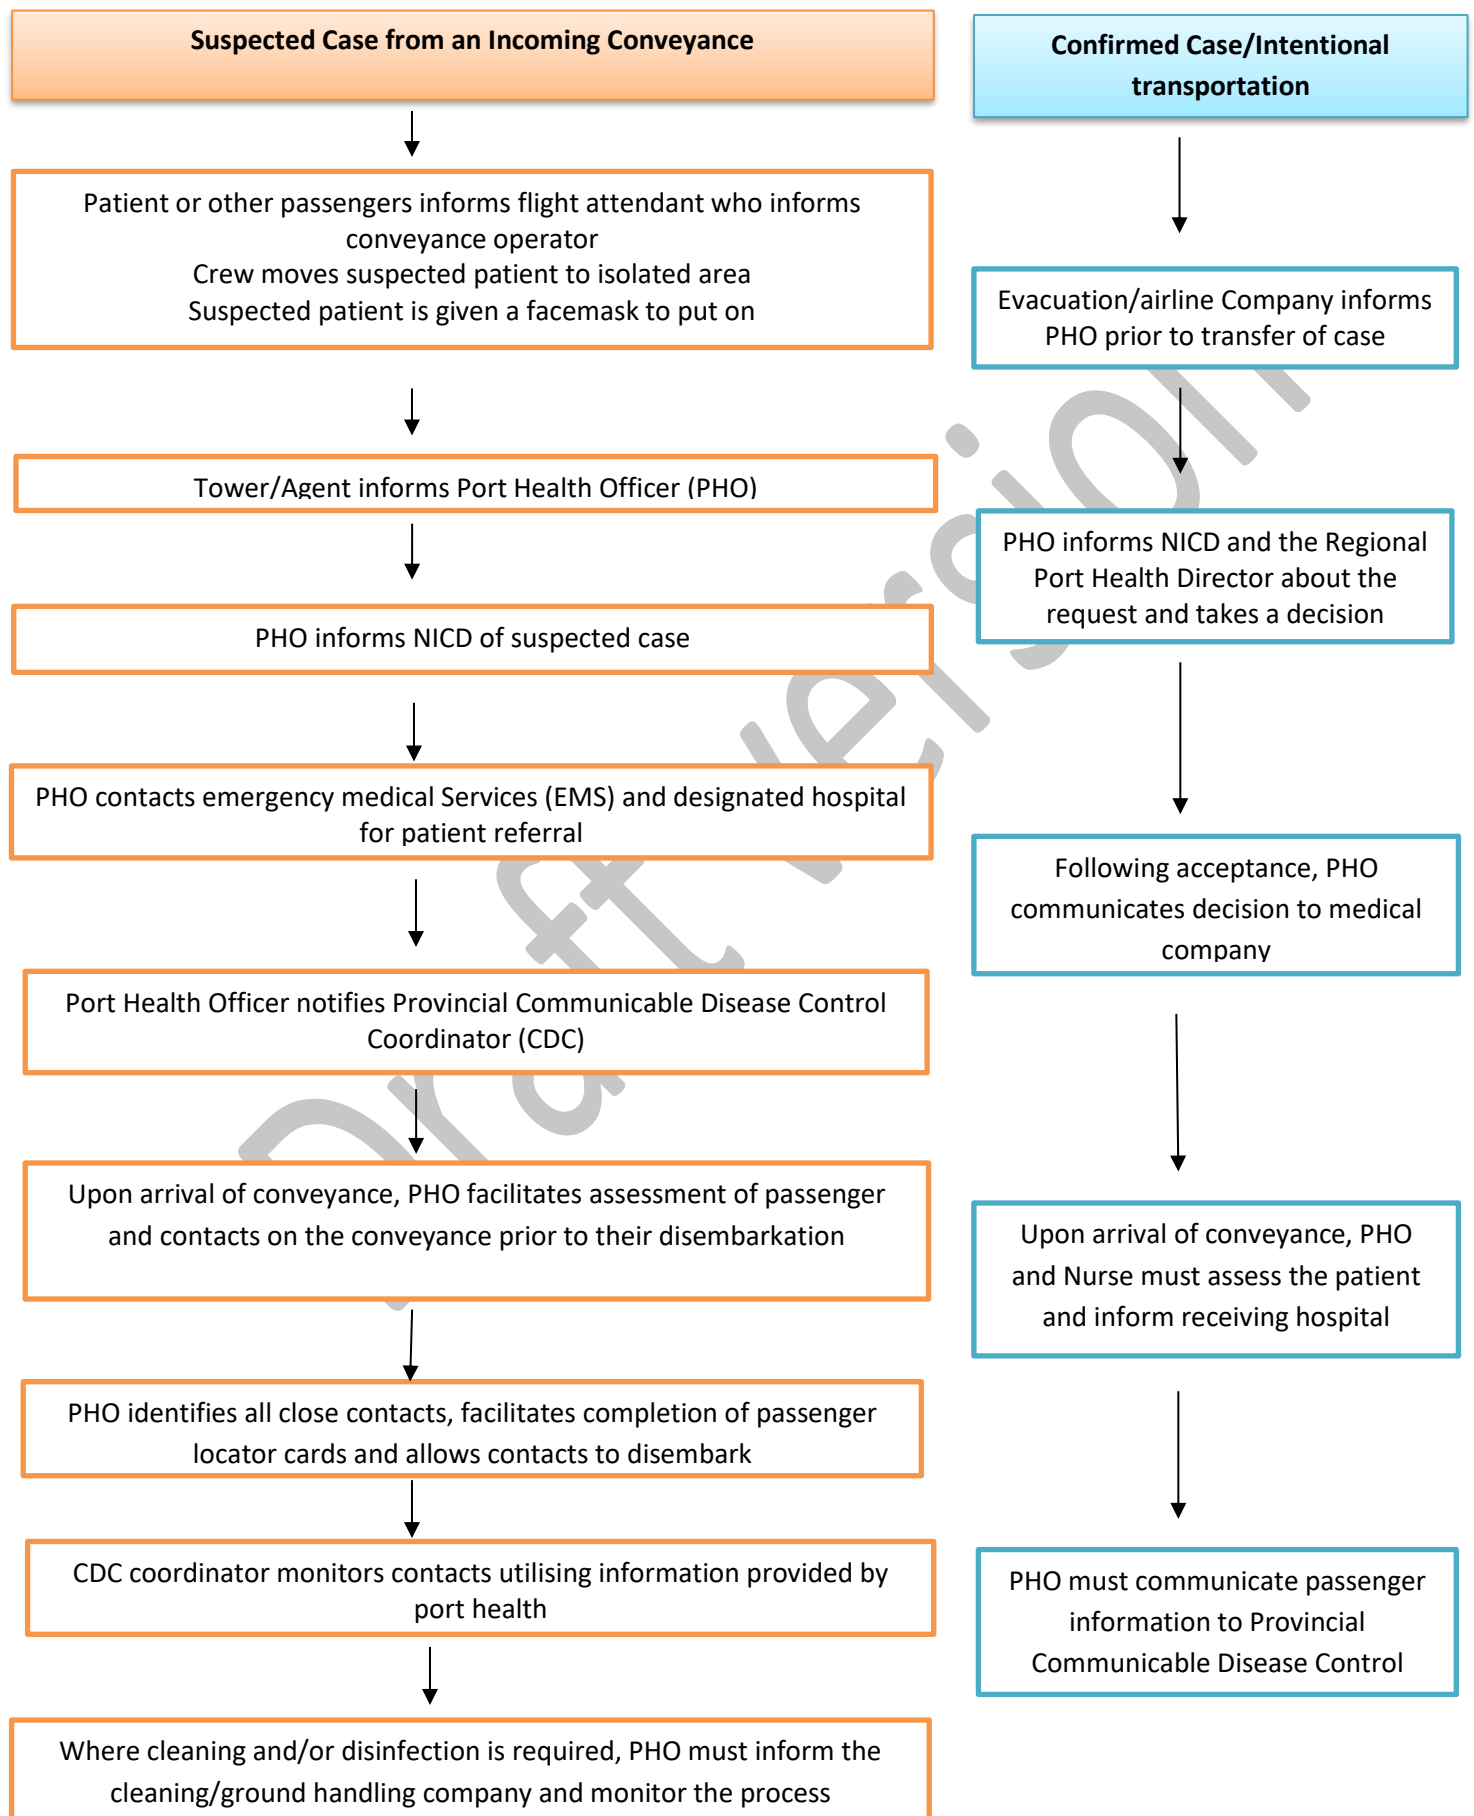 Suspected Case from an Incoming Conveyance
Patient or other passengers informs flight attendant who informs
conveyance operator
Crew moves suspected patient to isolated area
Suspected patient is given a facemask to put on
Tower/Agent informs Port Health Officer (PHO)
PHO informs NICD of suspected case
PHO contacts emergency medical Services (EMS) and designated hospital
for patient referral
Port Health Officer notifies Provincial Communicable Disease Control
Coordinator (CDC)
Upon arrival of conveyance, PHO facilitates assessment of passenger
and contacts on the conveyance prior to their disembarkation
PHO identifies all close contacts, facilitates completion of passenger
locator cards and allows contacts to disembark
CDC coordinator monitors contacts utilising information provided by
port health
Where cleaning and/or disinfection is required, PHO must inform the
cleaning/ground handling company and monitor the process
Confirmed Case/Intentional
transportation
Evacuation/airline Company informs
PHO prior to transfer of case
PHO informs NICD and the Regional
Port Health Director about the
request and takes a decision
Following acceptance, PHO
communicates decision to medical
company
Upon arrival of conveyance, PHO
and Nurse must assess the patient
and inform receiving hospital
PHO must communicate passenger
information to Provincial
Communicable Disease Control
Draft version